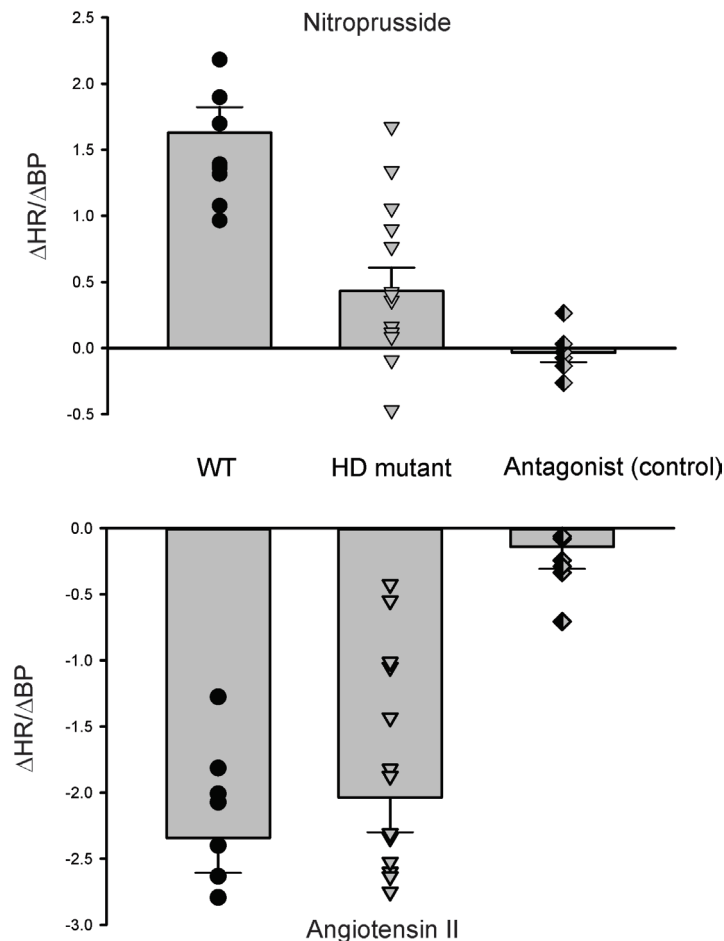 Nitroprusside
2.5
2.0
1.5
1.0
0.5
0.0
-0.5
ΔHR/ΔBP
WT HD mutant Antagonist (control)
0.0
-0.5
-1.0
-1.5
-2.0
-2.5
-3.0
ΔHR/ΔBP
Angiotensin II